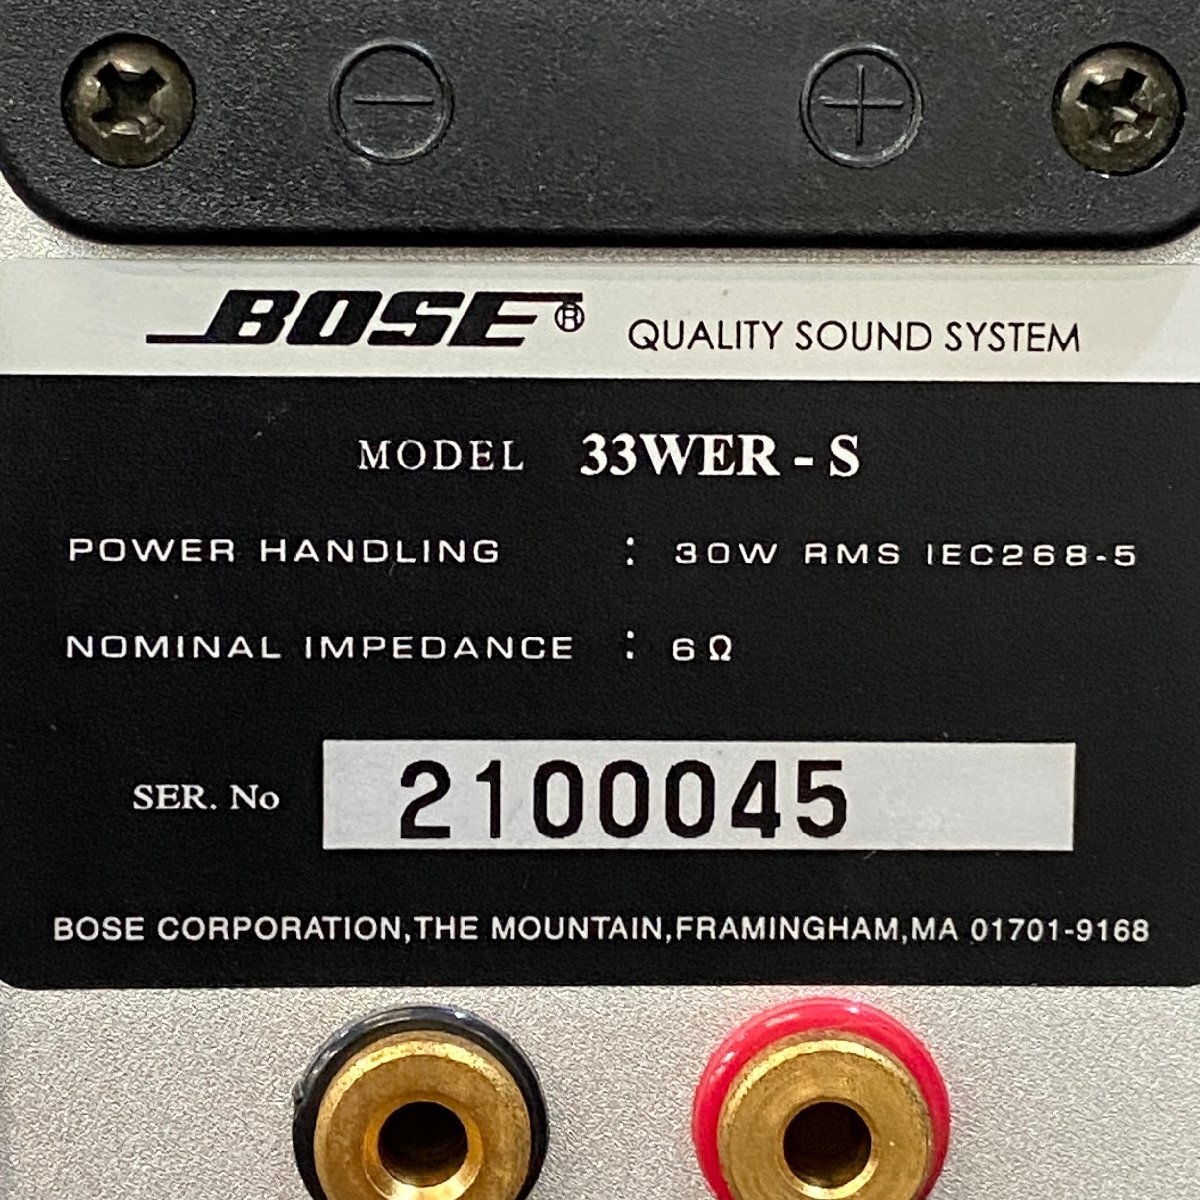 − +
BOSE® QUALITY SOUND SYSTEM
MODEL 33WER - S
POWER HANDLING : 30W RMS IEC268-5
NOMINAL IMPEDANCE : 6Ω
SER. No 2100045
BOSE CORPORATION,THE MOUNTAIN,FRAMINGHAM,MA 01701-9168